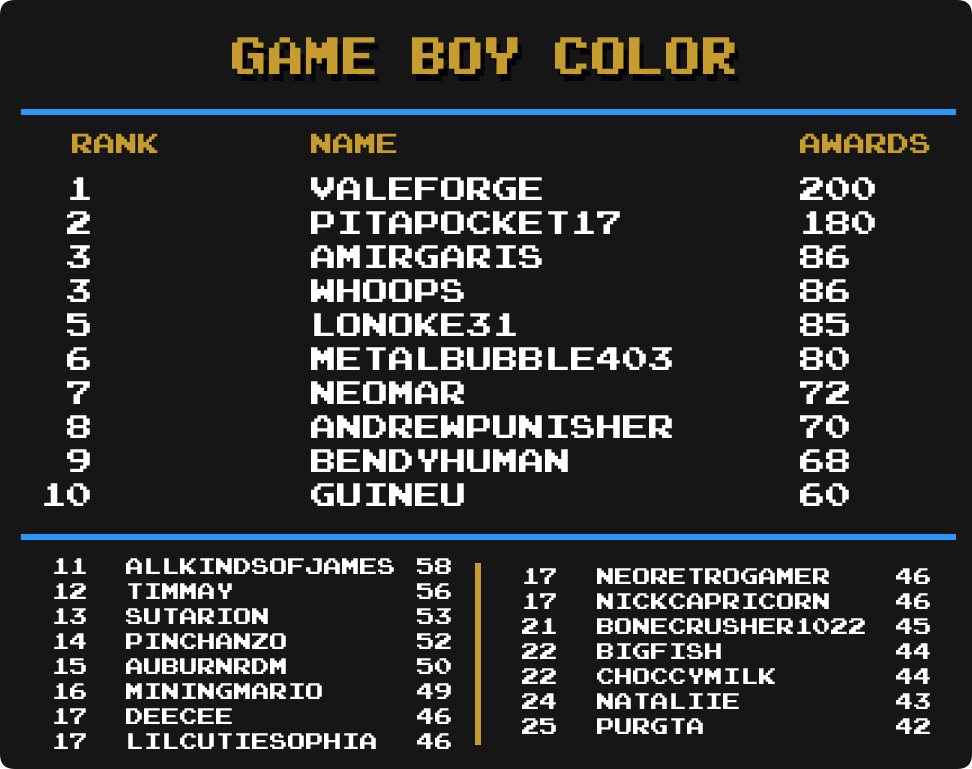 GAME BOY COLOR
RANK NAME AWARDS
1 VALEFORGE 200
2 PITAPOCKET17 180
3 AMIRGARIS 86
3 WHOOPS 86
5 LONOKE31 85
6 METALBUBBLE403 80
7 NEOMAR 72
8 ANDREWPUNISHER 70
9 BENDYHUMAN 68
10 GUINEU 60
11 ALLKINDSOFJAMES 58
12 TIMMAY 56
13 SUTARION 53
14 PINCHANZO 52
15 AUBURNRDM 50
16 MININGMARIO 49
17 DEECEE 46
17 LILCUTIESOPHIA 46
17 NEORETROGAMER 46
17 NICKCAPRICORN 46
21 BONECRUSHER1022 45
22 BIGFISH 44
22 CHOCCYMILK 44
24 NATALIIE 43
25 PURGTA 42